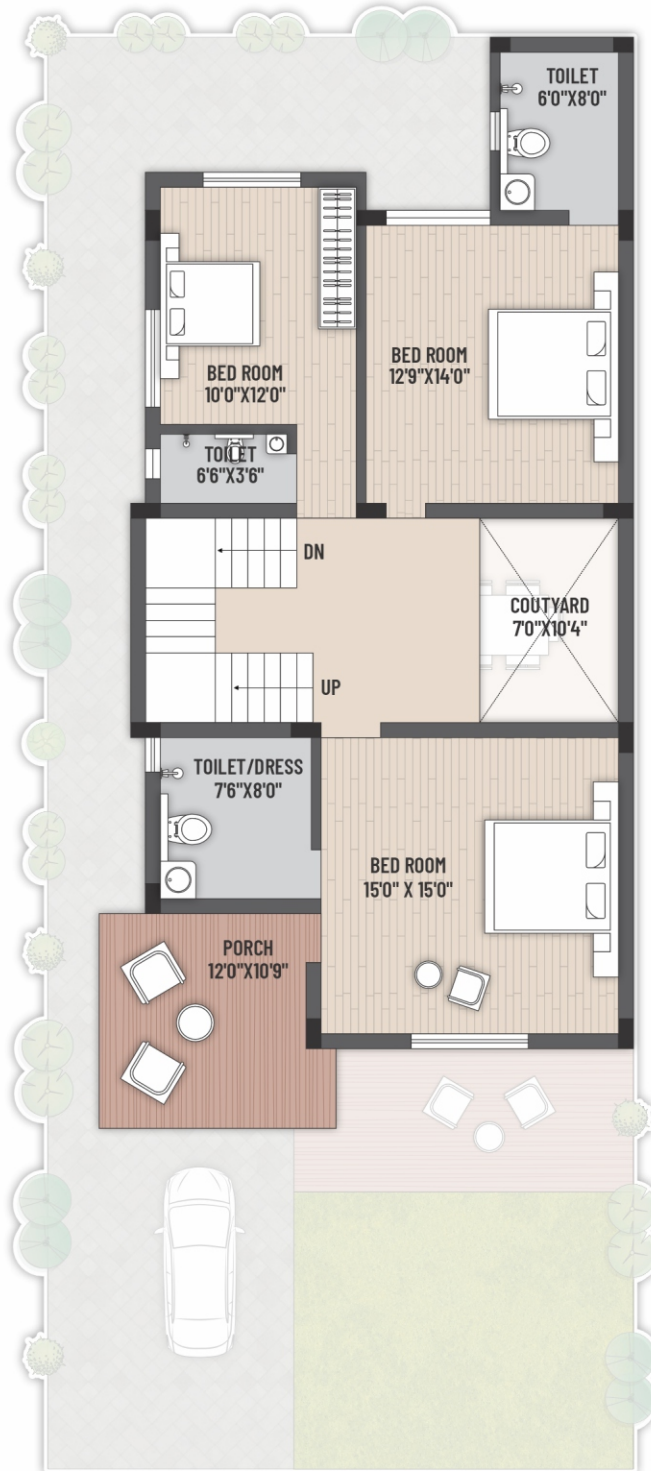 TOILET
6'0"X8'0"
BED ROOM
10'0"X12'0"
BED ROOM
12'9"X14'0"
TOILET
6'6"X3'6"
DN
COUTYARD
7'0"X10'4"
UP
TOILET/DRESS
7'6"X8'0"
BED ROOM
15'0" X 15'0"
PORCH
12'0"X10'9"